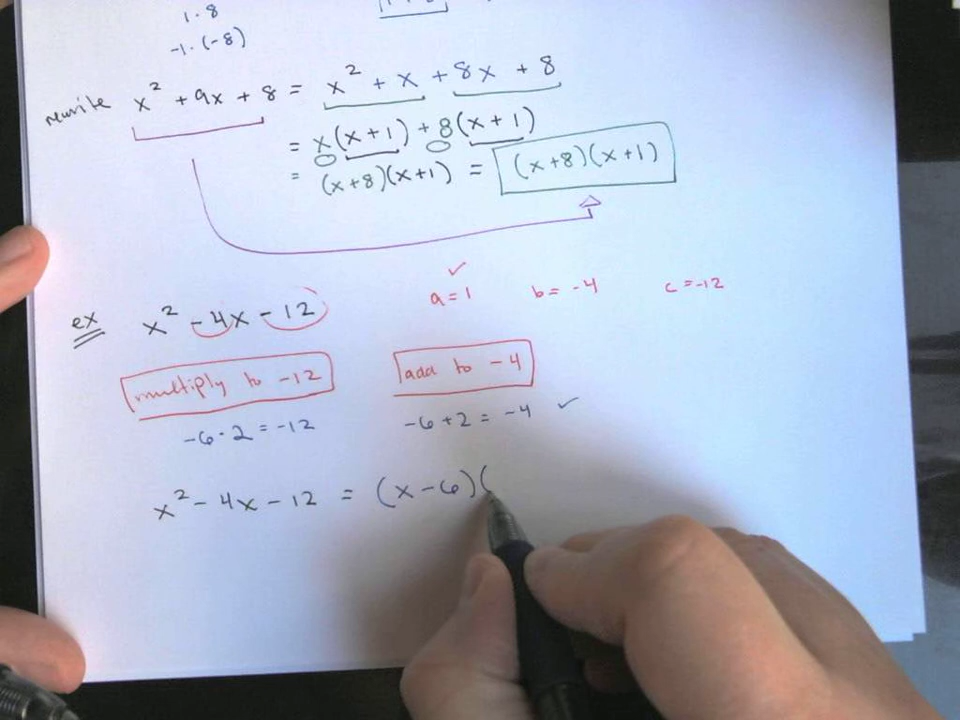 1 · 8
-1 · (-8)
rewrite x² + 9x + 8 = x² + x + 8x + 8
= x(x+1) + 8(x+1)
= (x+8)(x+1) = (x+8)(x+1)
✓
ex x² - 4x - 12 a=1 b= -4 c=-12
multiply to -12 add to -4
-6 · 2 = -12 -6 + 2 = -4 ✓
x² - 4x - 12 = (x - 6)(